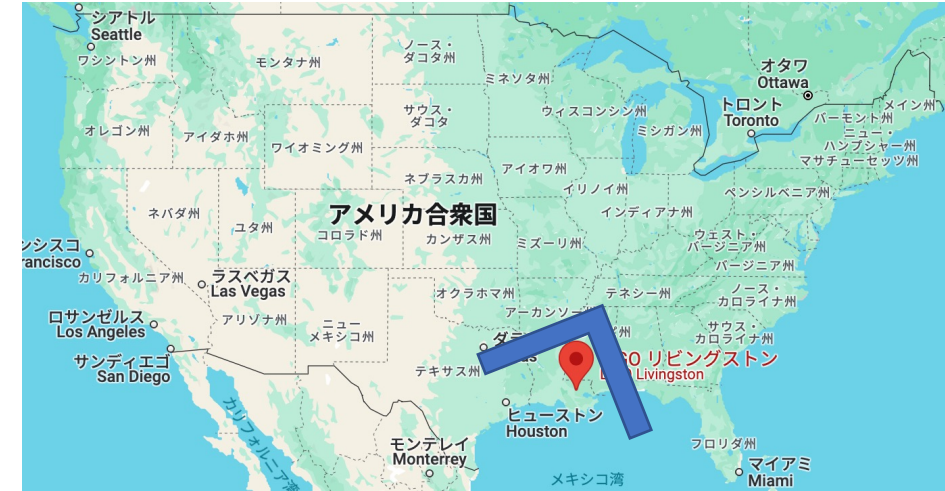 シアトル
Seattle
ワシントン州
モンタナ州
ノース・
ダコタ州
ミネソタ州
オタワ
Ottawa
トロント
Toronto
メイン州
バーモント州
ニュー・
ハンプシャー州
マサチューセッツ州
オレゴン州
アイダホ州
サウス・
ダコタ
ワイオミング州
ウィスコンシン州
ミシガン州
アイオワ州
ネブラスカ州
イリノイ州
ペンシルベニア州
ネバダ州
ユタ州
アメリカ合衆国
コロラド州
カンザス州
ミズーリ州
インディアナ州
ウェスト・
バージニア州
バージニア州
ンシスコ
rancisco
カリフォルニア州
ラスベガス
Las Vegas
オクラホマ州
テネシー州
ノース・
カロライナ州
ロサンゼルス
Los Angeles
アリゾナ州
ニュー
メキシコ州
アーカンソー
サウス・
カロライナ州
サンディエゴ
San Diego
テキサス州
GO リビングストン
Livingston
ヒューストン
Houston
カリフォルニア湾
モンテレイ
Monterrey
フロリダ州
マイアミ
Miami
メキシコ湾